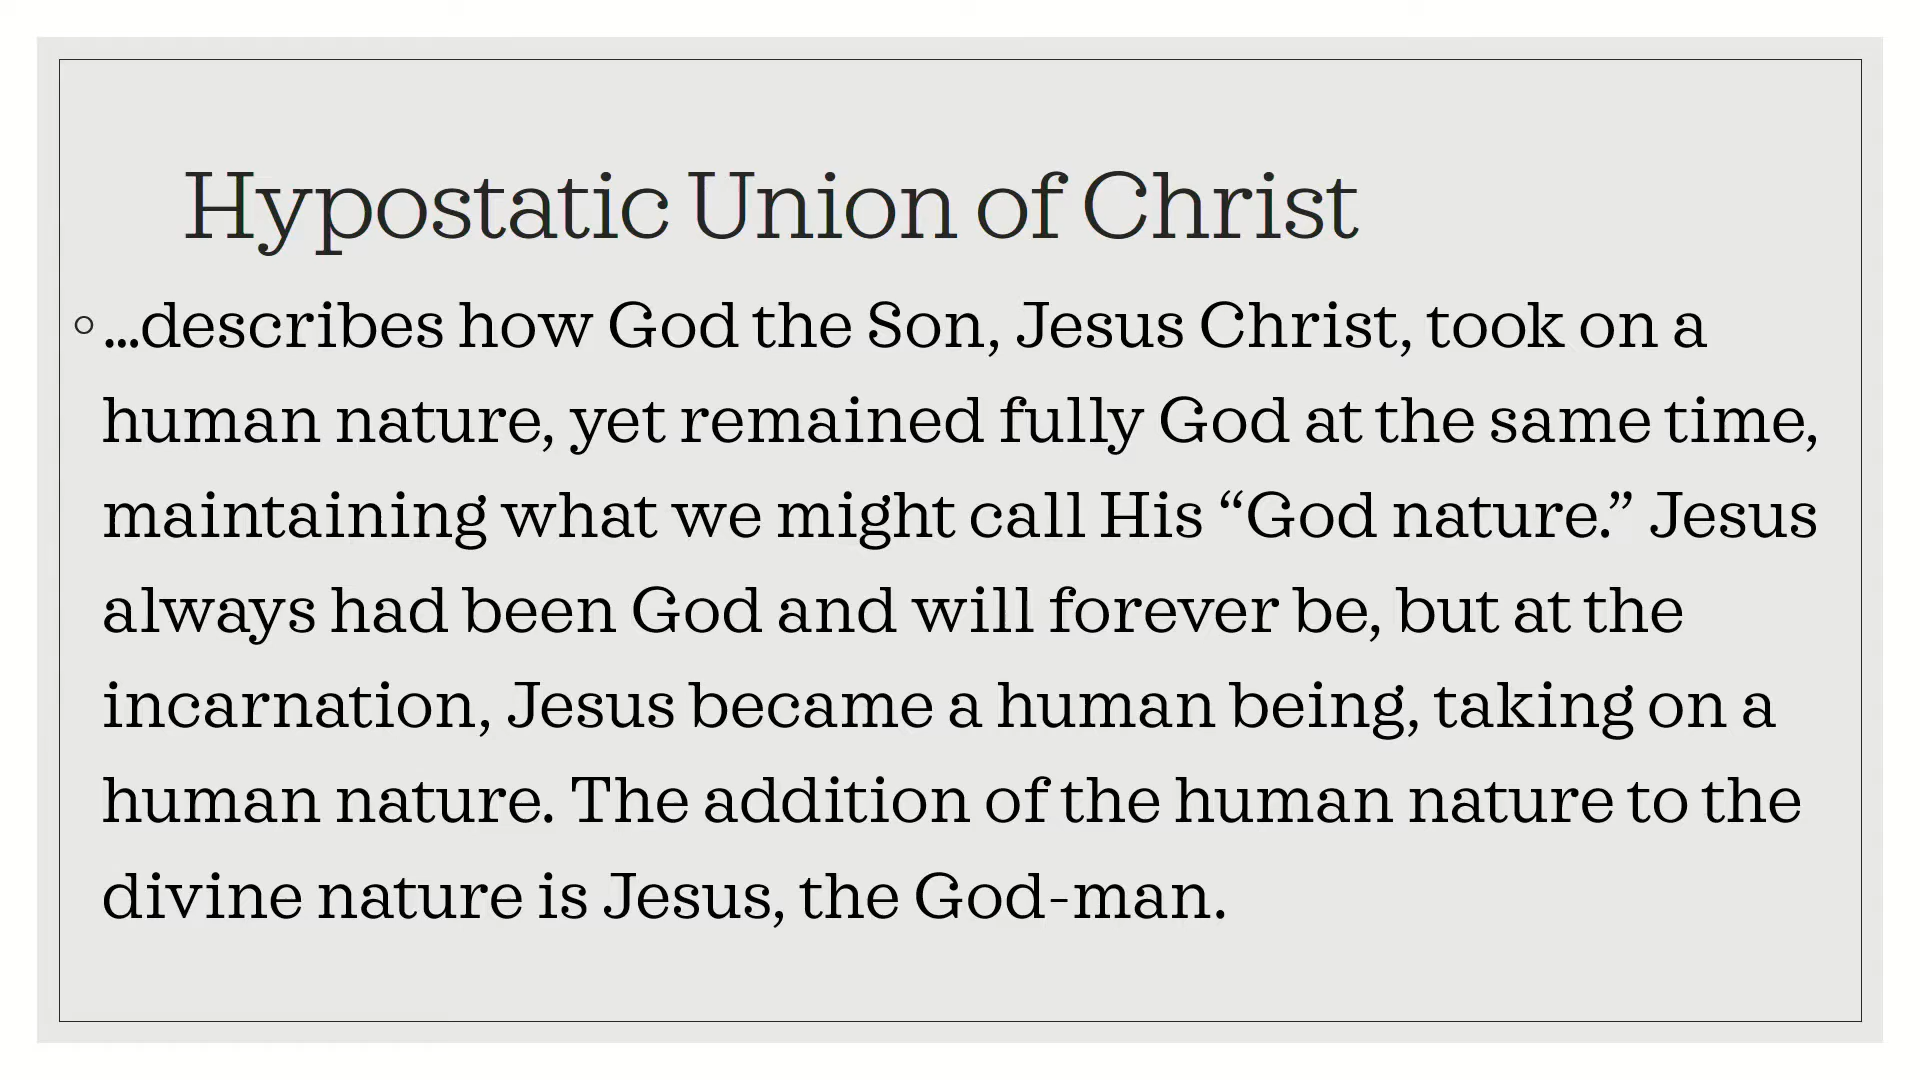 Hypostatic Union of Christ
◦...describes how God the Son, Jesus Christ, took on a
human nature, yet remained fully God at the same time,
maintaining what we might call His “God nature.” Jesus
always had been God and will forever be, but at the
incarnation, Jesus became a human being, taking on a
human nature. The addition of the human nature to the
divine nature is Jesus, the God-man.